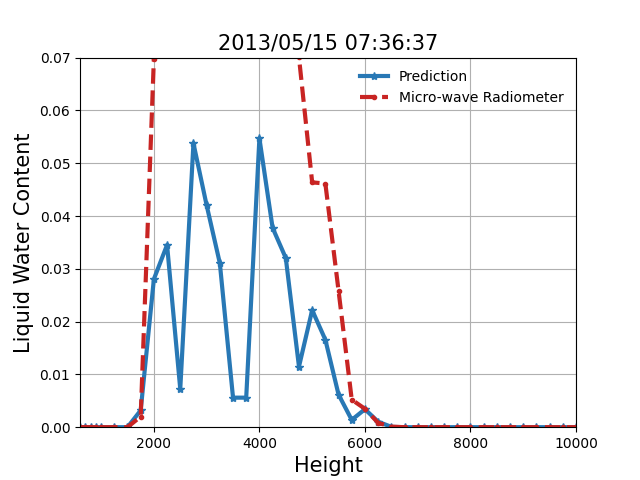 2013/05/15 07:36:37
Liquid Water Content
0.07
0.06
0.05
0.04
0.03
0.02
0.01
0.00
Prediction
Micro-wave Radiometer
2000 4000 6000 8000 10000
Height